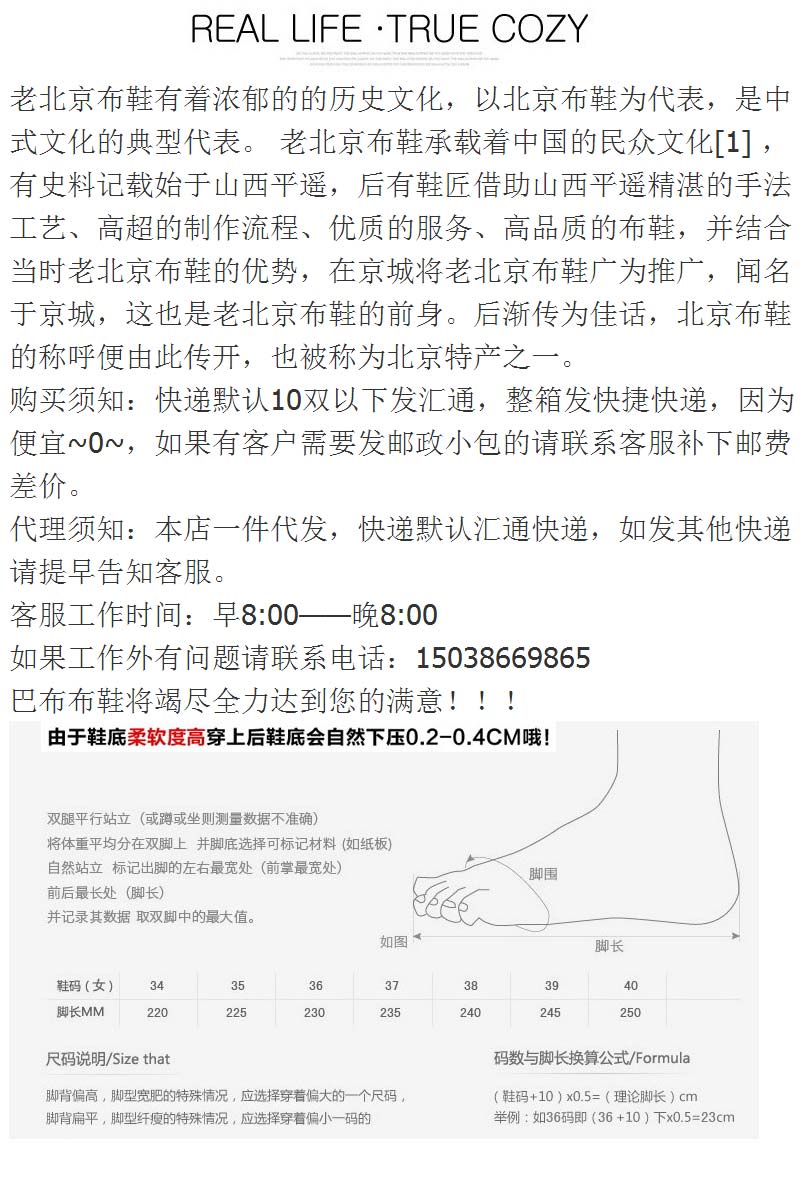 REAL LIFE ·TRUE COZY
老北京布鞋有着浓郁的的历史文化，以北京布鞋为代表，是中
式文化的典型代表。 老北京布鞋承载着中国的民众文化[1] ，
有史料记载始于山西平遥，后有鞋匠借助山西平遥精湛的手法
工艺、高超的制作流程、优质的服务、高品质的布鞋，并结合
当时老北京布鞋的优势，在京城将老北京布鞋广为推广，闻名
于京城，这也是老北京布鞋的前身。后渐传为佳话，北京布鞋
的称呼便由此传开，也被称为北京特产之一。
购买须知：快递默认10双以下发汇通，整箱发快捷快递，因为
便宜~0~，如果有客户需要发邮政小包的请联系客服补下邮费
差价。
代理须知：本店一件代发，快递默认汇通快递，如发其他快递
请提早告知客服。
客服工作时间：早8:00——晚8:00
如果工作外有问题请联系电话：15038669865
巴布布鞋将竭尽全力达到您的满意！！！
由于鞋底柔软度高穿上后鞋底会自然下压0.2-0.4CM哦!
双腿平行站立（或蹲或坐则测量数据不准确）
将体重平均分在双脚上 并脚底选择可标记材料 (如纸板)
自然站立 标记出脚的左右最宽处（前掌最宽处）
前后最长处（脚长）
并记录其数据 取双脚中的最大值。
脚围
如图
脚长
鞋码（女） 34 35 36 37 38 39 40
脚长MM 220 225 230 235 240 245 250
尺码说明/Size that
脚背偏高，脚型宽肥的特殊情况，应选择穿着偏大的一个尺码，
脚背扁平，脚型纤瘦的特殊情况，应选择穿着偏小一码的
码数与脚长换算公式/Formula
（鞋码+10）x0.5=（理论脚长）cm
举例：如36码即（36 +10）下x0.5=23cm